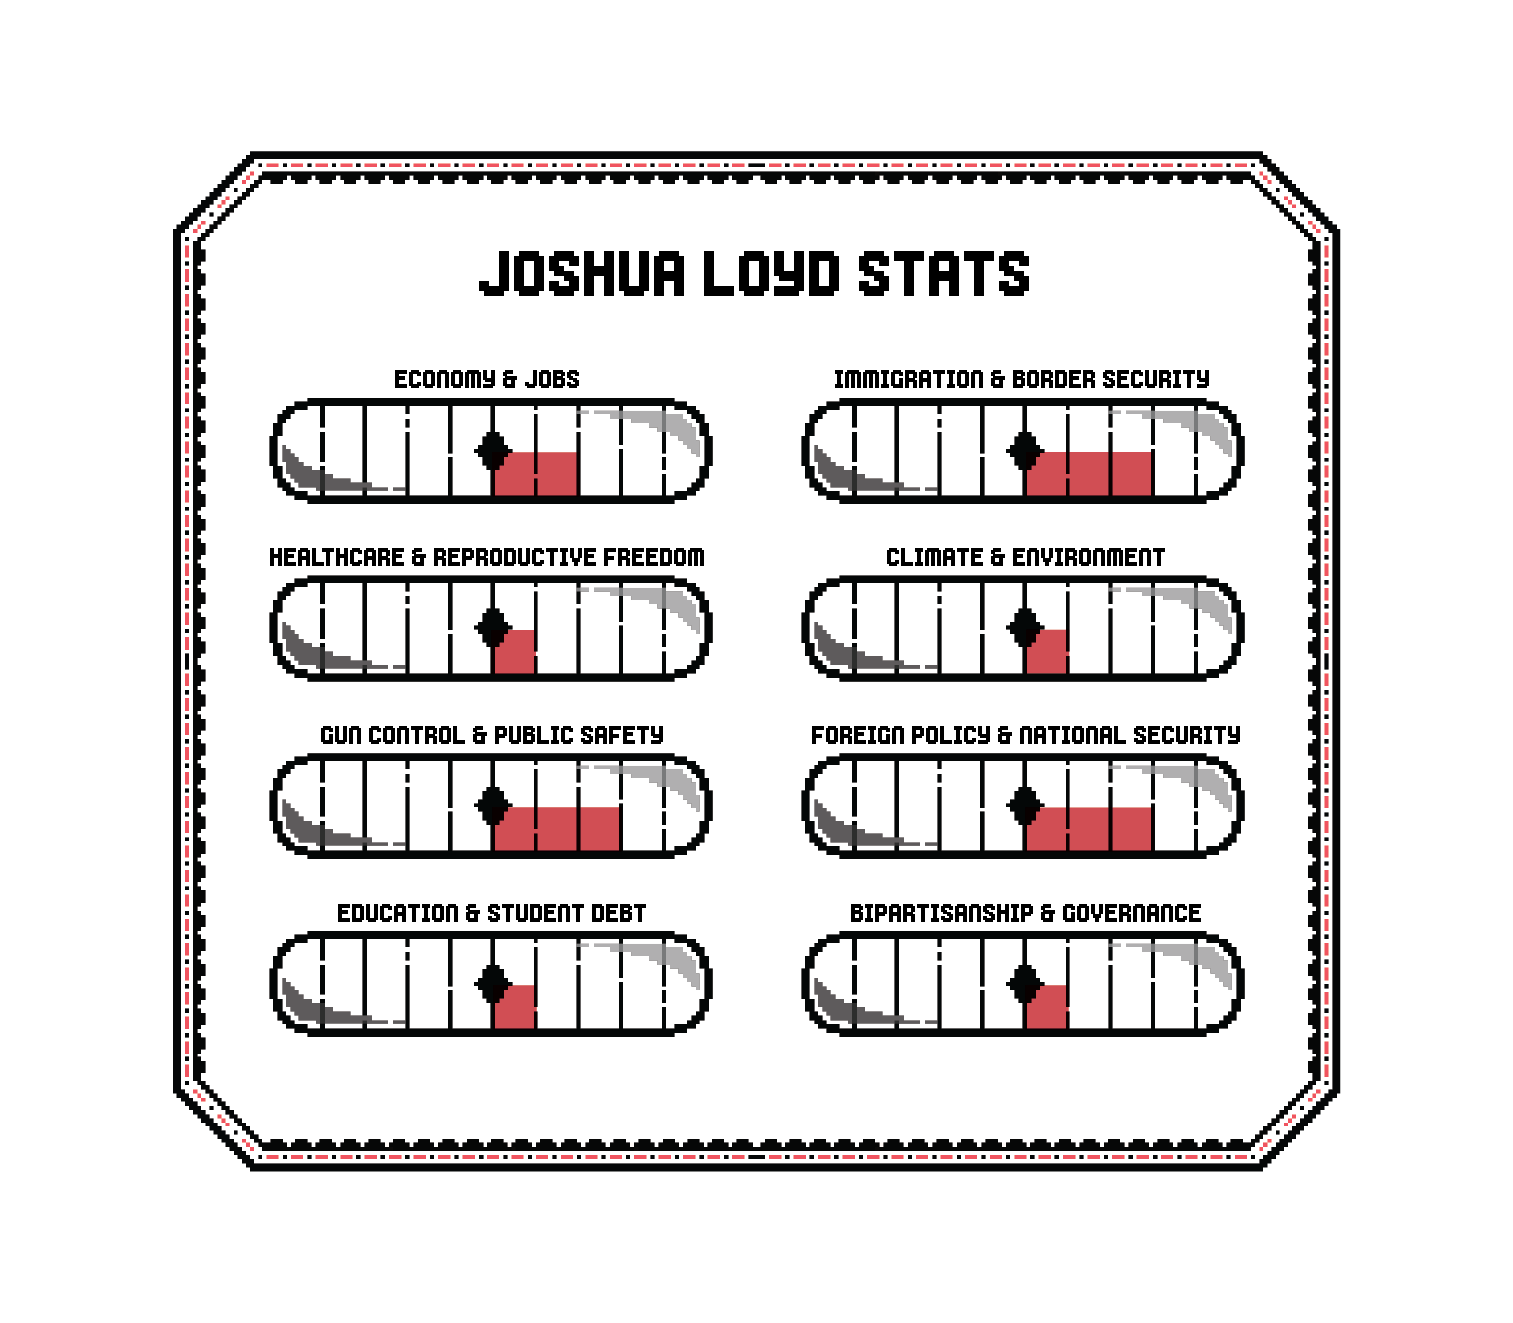 JOSHUA LOYD STATS
ECONOMY & JOBS
IMMIGRATION & BORDER SECURITY
HEALTHCARE & REPRODUCTIVE FREEDOM
CLIMATE & ENVIRONMENT
GUN CONTROL & PUBLIC SAFETY
FOREIGN POLICY & NATIONAL SECURITY
EDUCATION & STUDENT DEBT
BIPARTISANSHIP & GOVERNANCE